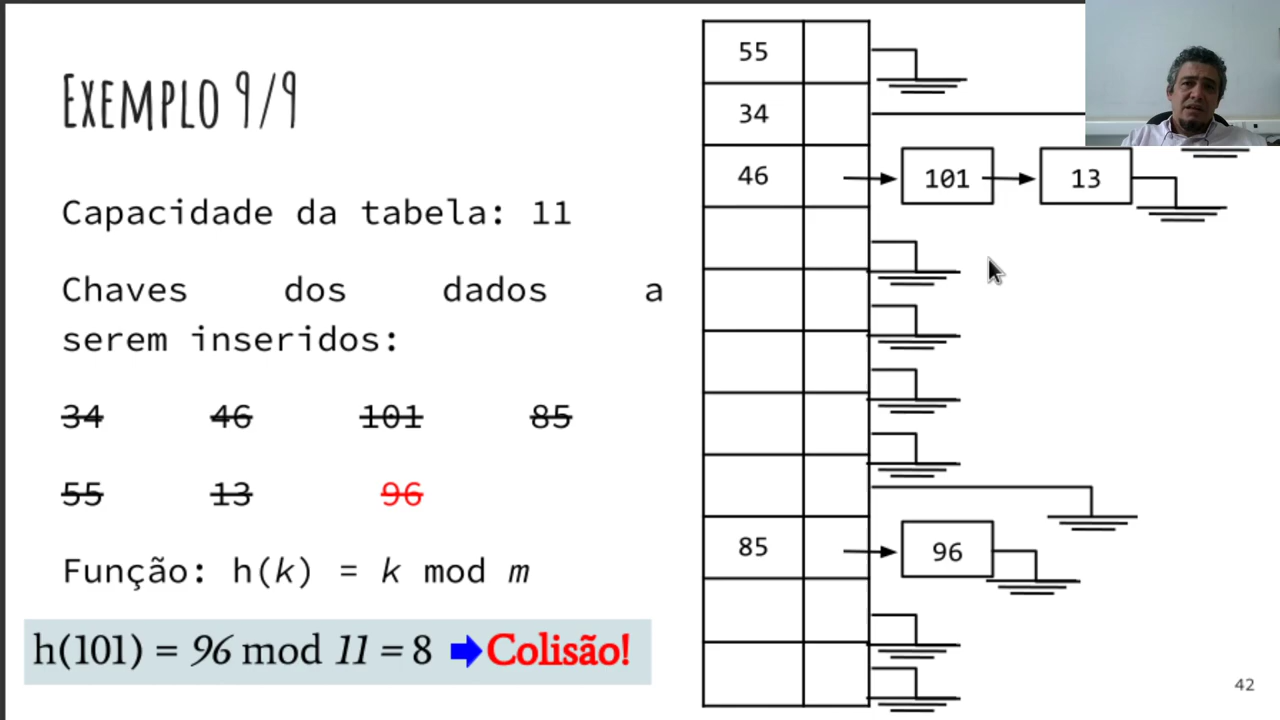 Exemplo 9/9
Capacidade da tabela: 11
Chaves dos dados a
serem inseridos:
34 46 101 85
55 13 96
Função: h(k) = k mod m
h(101) = 96 mod 11 = 8 Colisão!
55
34
46 101 13
85 96
42